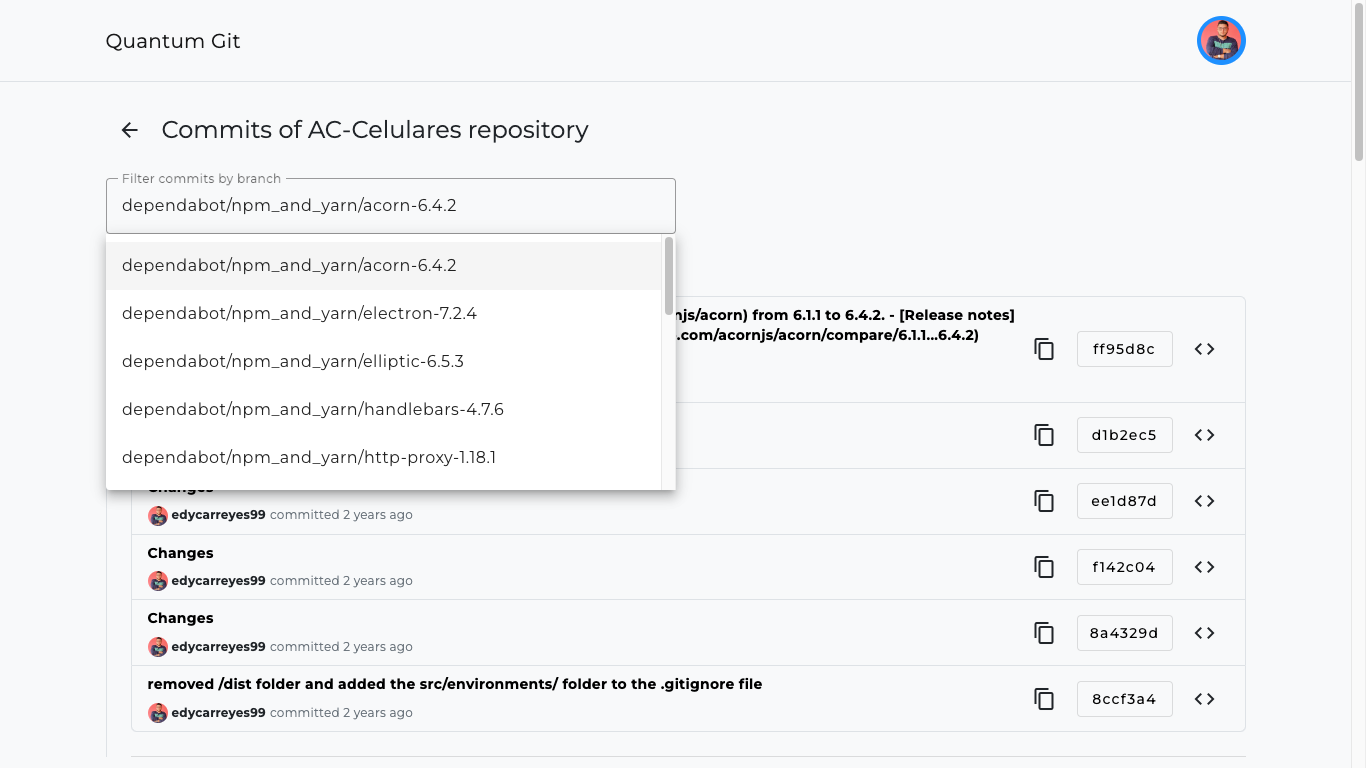 Quantum Git
Commits of AC-Celulares repository
Filter commits by branch
dependabot/npm_and_yarn/acorn-6.4.2
dependabot/npm_and_yarn/acorn-6.4.2
dependabot/npm_and_yarn/electron-7.2.4
dependabot/npm_and_yarn/elliptic-6.5.3
dependabot/npm_and_yarn/handlebars-4.7.6
dependabot/npm_and_yarn/http-proxy-1.18.1
njs/acorn) from 6.1.1 to 6.4.2. - [Release notes]
.com/acornjs/acorn/compare/6.1.1...6.4.2)
ff95d8c
d1b2ec5
Changes
edycarreyes99 committed 2 years ago
ee1d87d
Changes
edycarreyes99 committed 2 years ago
f142c04
Changes
edycarreyes99 committed 2 years ago
8a4329d
removed /dist folder and added the src/environments/ folder to the .gitignore file
edycarreyes99 committed 2 years ago
8ccf3a4